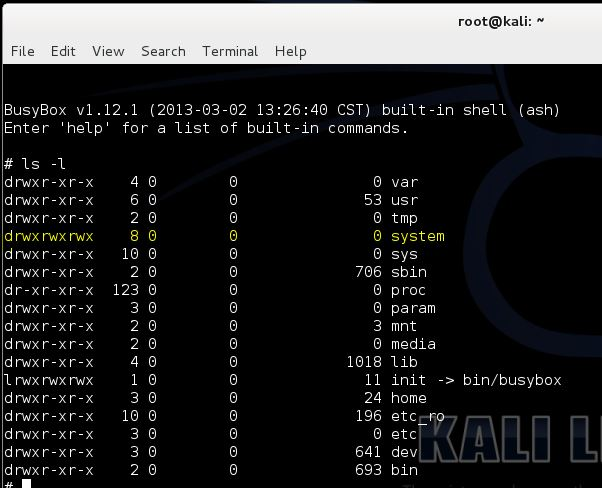 root@kali: ~
File Edit View Search Terminal Help
BusyBox v1.12.1 (2013-03-02 13:26:40 CST) built-in shell (ash)
Enter 'help' for a list of built-in commands.
# ls -l
drwxr-xr-x 4 0 0 0 var
drwxr-xr-x 6 0 0 53 usr
drwxr-xr-x 2 0 0 0 tmp
drwxrwxrwx 8 0 0 0 system
drwxr-xr-x 10 0 0 0 sys
drwxr-xr-x 2 0 0 706 sbin
dr-xr-xr-x 123 0 0 0 proc
drwxr-xr-x 3 0 0 0 param
drwxr-xr-x 2 0 0 3 mnt
drwxr-xr-x 2 0 0 0 media
drwxr-xr-x 4 0 0 1018 lib
lrwxrwxrwx 1 0 0 11 init -> bin/busybox
drwxr-xr-x 3 0 0 24 home
drwxr-xr-x 10 0 0 196 etc_ro
drwxr-xr-x 3 0 0 0 etc
drwxr-xr-x 3 0 0 641 dev
drwxr-xr-x 2 0 0 693 bin
#
KALI LI